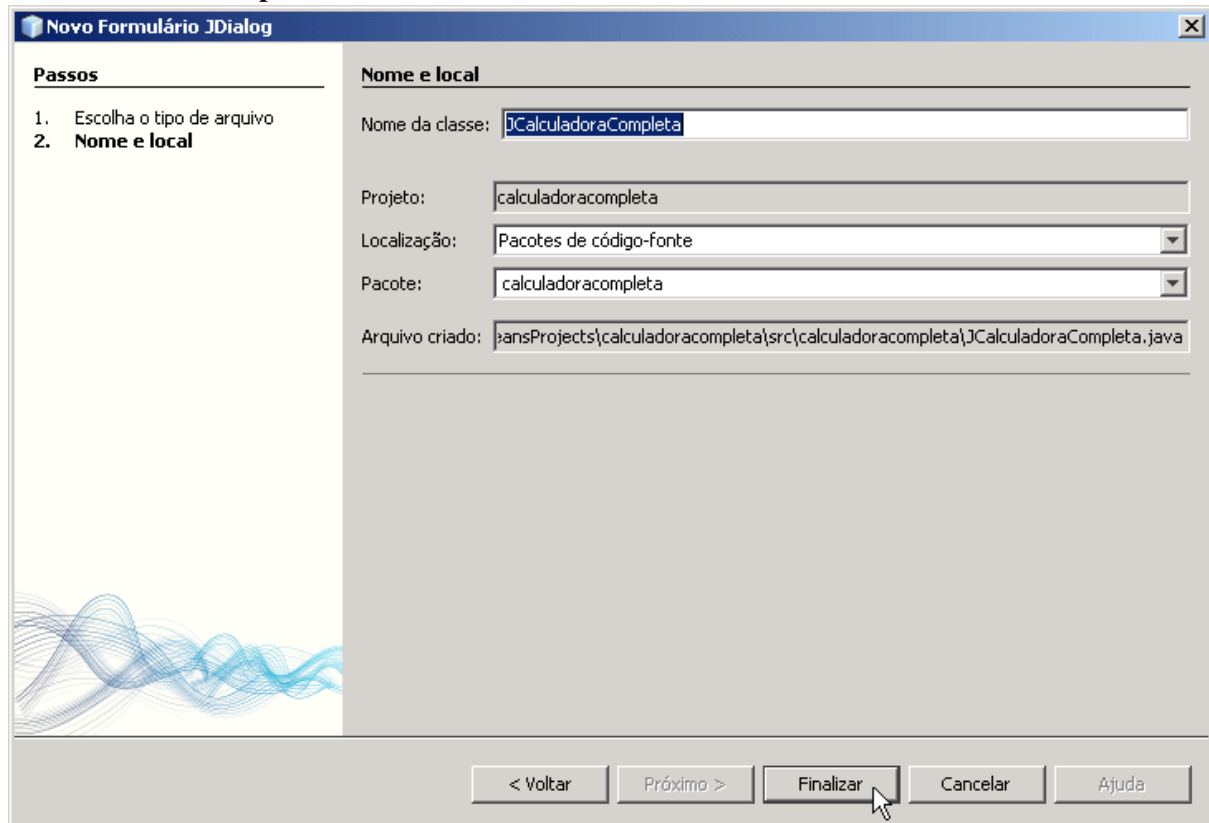 Novo Formulário JDialog
Passos
1. Escolha o tipo de arquivo
2. Nome e local
Nome e local
Nome da classe: JCalculadoraCompleta
Projeto: calculadoracompleta
Localização: Pacotes de código-fonte
Pacote: calculadoracompleta
Arquivo criado: eansProjects\calculadoracompleta\src\calculadoracompleta\JCalculadoraCompleta.java
< Voltar Próximo > Finalizar Cancelar Ajuda